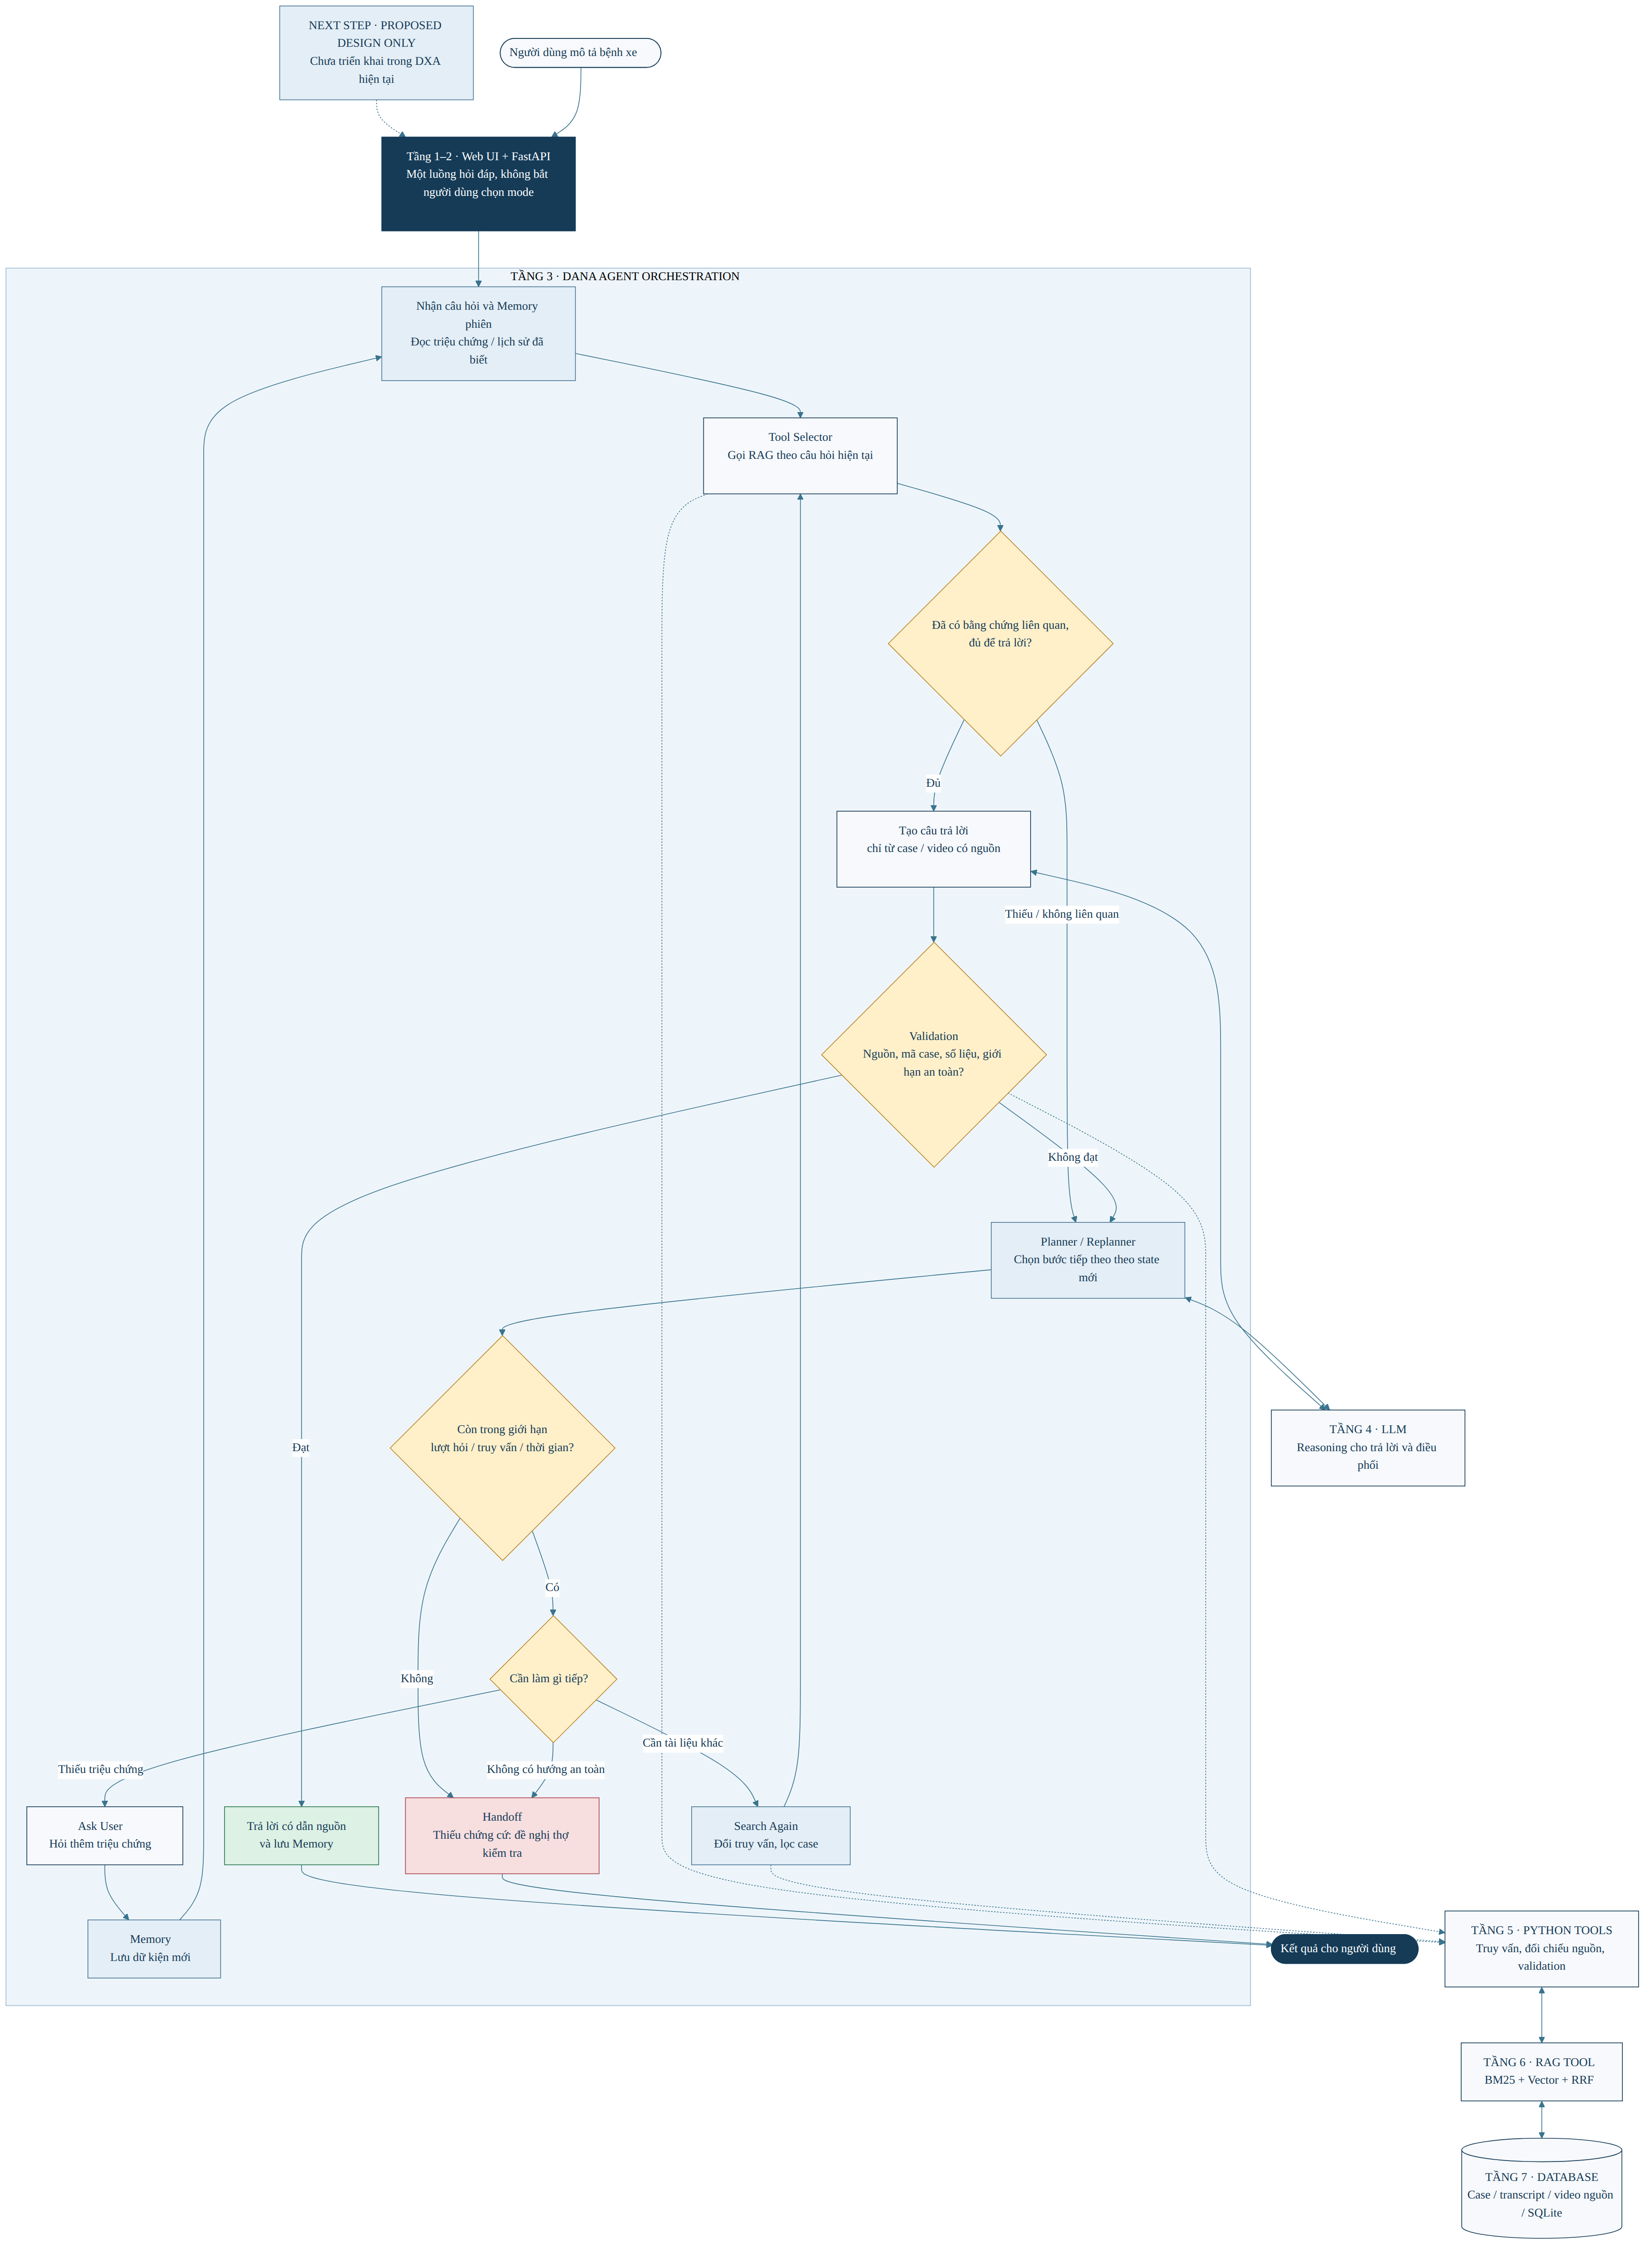 NEXT STEP · PROPOSED
DESIGN ONLY
Chưa triển khai trong DXA
hiện tại
Người dùng mô tả bệnh xe
Tầng 1–2 · Web UI + FastAPI
Một luồng hỏi đáp, không bắt
người dùng chọn mode
TẦNG 3 · DANA AGENT ORCHESTRATION
Nhận câu hỏi và Memory
phiên
Đọc triệu chứng / lịch sử đã
biết
Tool Selector
Gọi RAG theo câu hỏi hiện tại
Đã có bằng chứng liên quan,
đủ để trả lời?
Đủ
Tạo câu trả lời
chỉ từ case / video có nguồn
Thiếu / không liên quan
Validation
Nguồn, mã case, số liệu, giới
hạn an toàn?
Không đạt
Planner / Replanner
Chọn bước tiếp theo theo state
mới
Còn trong giới hạn
lượt hỏi / truy vấn / thời gian?
Đạt
TẦNG 4 · LLM
Reasoning cho trả lời và điều
phối
Có
Không
Cần làm gì tiếp?
Cần tài liệu khác
Thiếu triệu chứng
Không có hướng an toàn
Ask User
Hỏi thêm triệu chứng
Trả lời có dẫn nguồn
và lưu Memory
Handoff
Thiếu chứng cứ: đề nghị thợ
kiểm tra
Search Again
Đổi truy vấn, lọc case
Memory
Lưu dữ kiện mới
Kết quả cho người dùng
TẦNG 5 · PYTHON TOOLS
Truy vấn, đối chiếu nguồn,
validation
TẦNG 6 · RAG TOOL
BM25 + Vector + RRF
TẦNG 7 · DATABASE
Case / transcript / video nguồn
/ SQLite